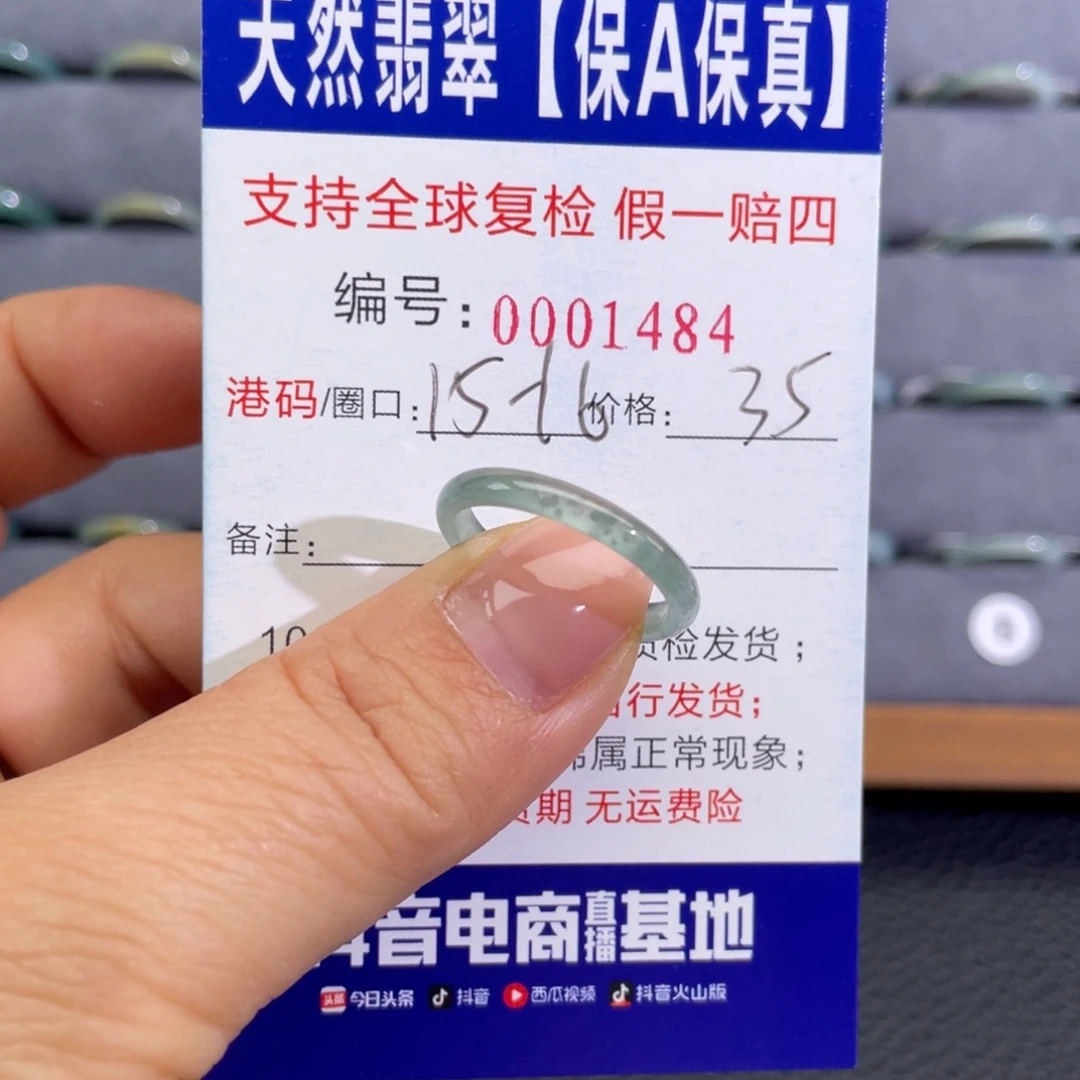 天然翡翠【保A保真】
支持全球复检 假一赔四
编号：0001484
港码/圈口：15-16 价格：35
备注：
10 质检发货；
行发货；
属正常现象；
期 无运费险
抖音电商直播基地
头条 今日头条 抖音 西瓜视频 抖音火山版